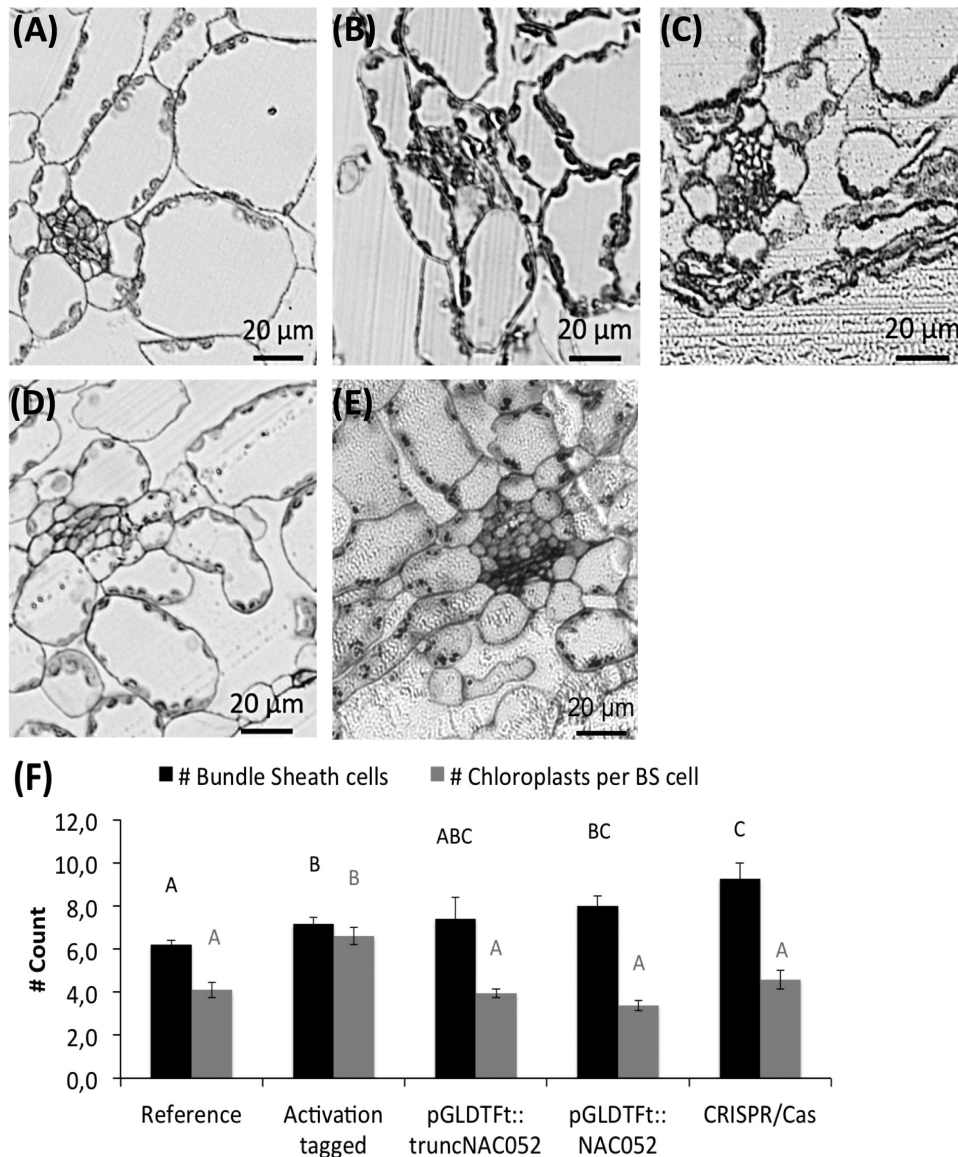 (A)
(B)
(C)
20 µm
20 µm
20 µm
(D)
(E)
20 µm
20 µm
(F)
# Bundle Sheath cells
# Chloroplasts per BS cell
# Count
12,0
10,0
8,0
6,0
4,0
2,0
0,0
A
A
B
B
ABC
A
BC
A
C
A
Reference
Activation
tagged
pGLDTFt::
truncNAC052
pGLDTFt::
NAC052
CRISPR/Cas